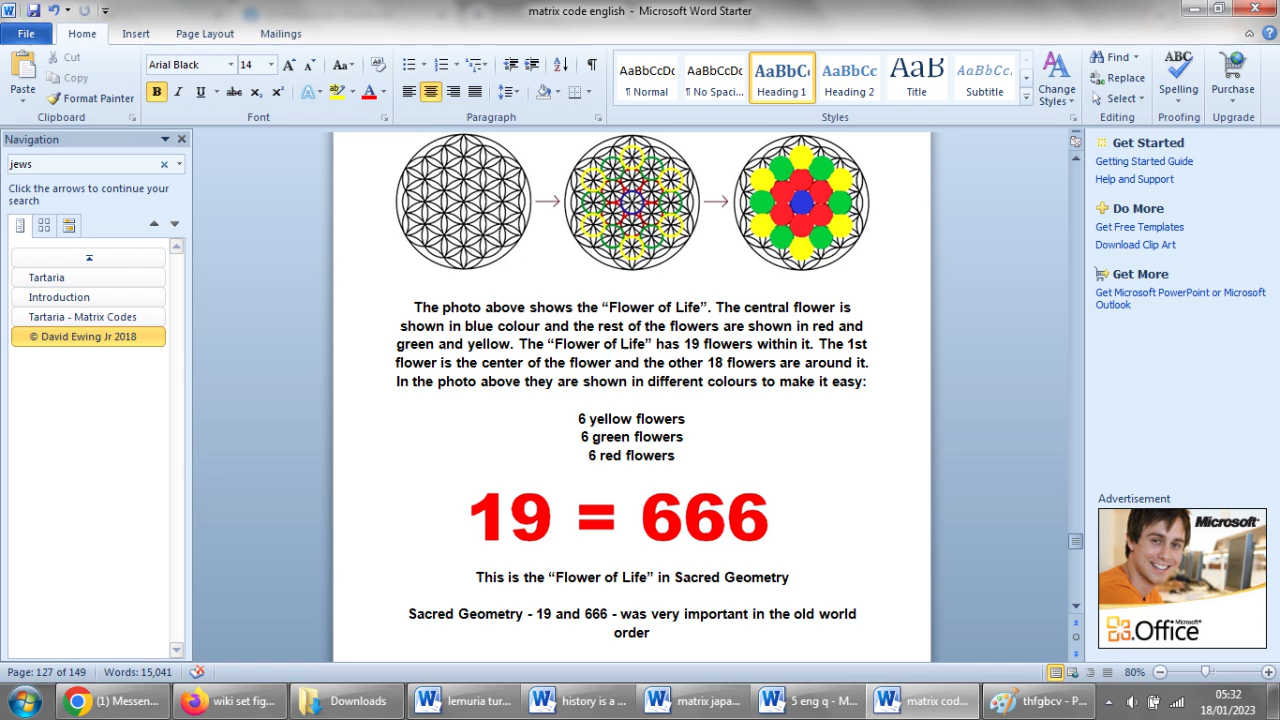 matrix code english - Microsoft Word Starter
File
Home
Insert
Page Layout
Mailings
Paste
Cut
Copy
Format Painter
Clipboard
Arial Black
14
Aa
B I U abc x₂ x²
A
Font
Paragraph
AaBbCcDc
¶ Normal
AaBbCcDc
¶ No Spaci...
AaBbCc
Heading 1
AaBbCc
Heading 2
AaB
Title
AaBbCcDc
Subtitle
Change
Styles
Styles
Find
Replace
Select
Editing
ABC
Spelling
Proofing
Purchase
Upgrade
Navigation
jews
Click the arrows to continue your
search
Tartaria
Introduction
Tartaria - Matrix Codes
© David Ewing Jr 2018
The photo above shows the “Flower of Life”. The central flower is
shown in blue colour and the rest of the flowers are shown in red and
green and yellow. The “Flower of Life” has 19 flowers within it. The 1st
flower is the center of the flower and the other 18 flowers are around it.
In the photo above they are shown in different colours to make it easy:
6 yellow flowers
6 green flowers
6 red flowers
19 = 666
This is the “Flower of Life” in Sacred Geometry
Sacred Geometry - 19 and 666 - was very important in the old world
order
Get Started
Getting Started Guide
Help and Support
Do More
Get Free Templates
Download Clip Art
Get More
Get Microsoft PowerPoint or Microsoft
Outlook
Advertisement
Microsoft
Office
Page: 127 of 149
Words: 15,041
80%
(1) Messen...
wiki set fig...
Downloads
lemuria tur...
history is a ...
matrix japa...
5 eng q - M...
matrix cod...
thfgbcv - P...
05:32
18/01/2023